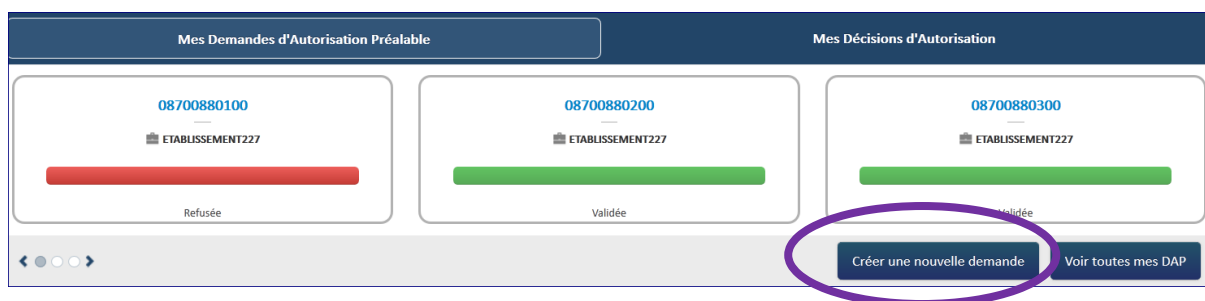 Mes Demandes d'Autorisation Préalable
Mes Décisions d'Autorisation
08700880100
ETABLISSEMENT227
Refusée
08700880200
ETABLISSEMENT227
Validée
08700880300
ETABLISSEMENT227
Validée
Créer une nouvelle demande
Voir toutes mes DAP